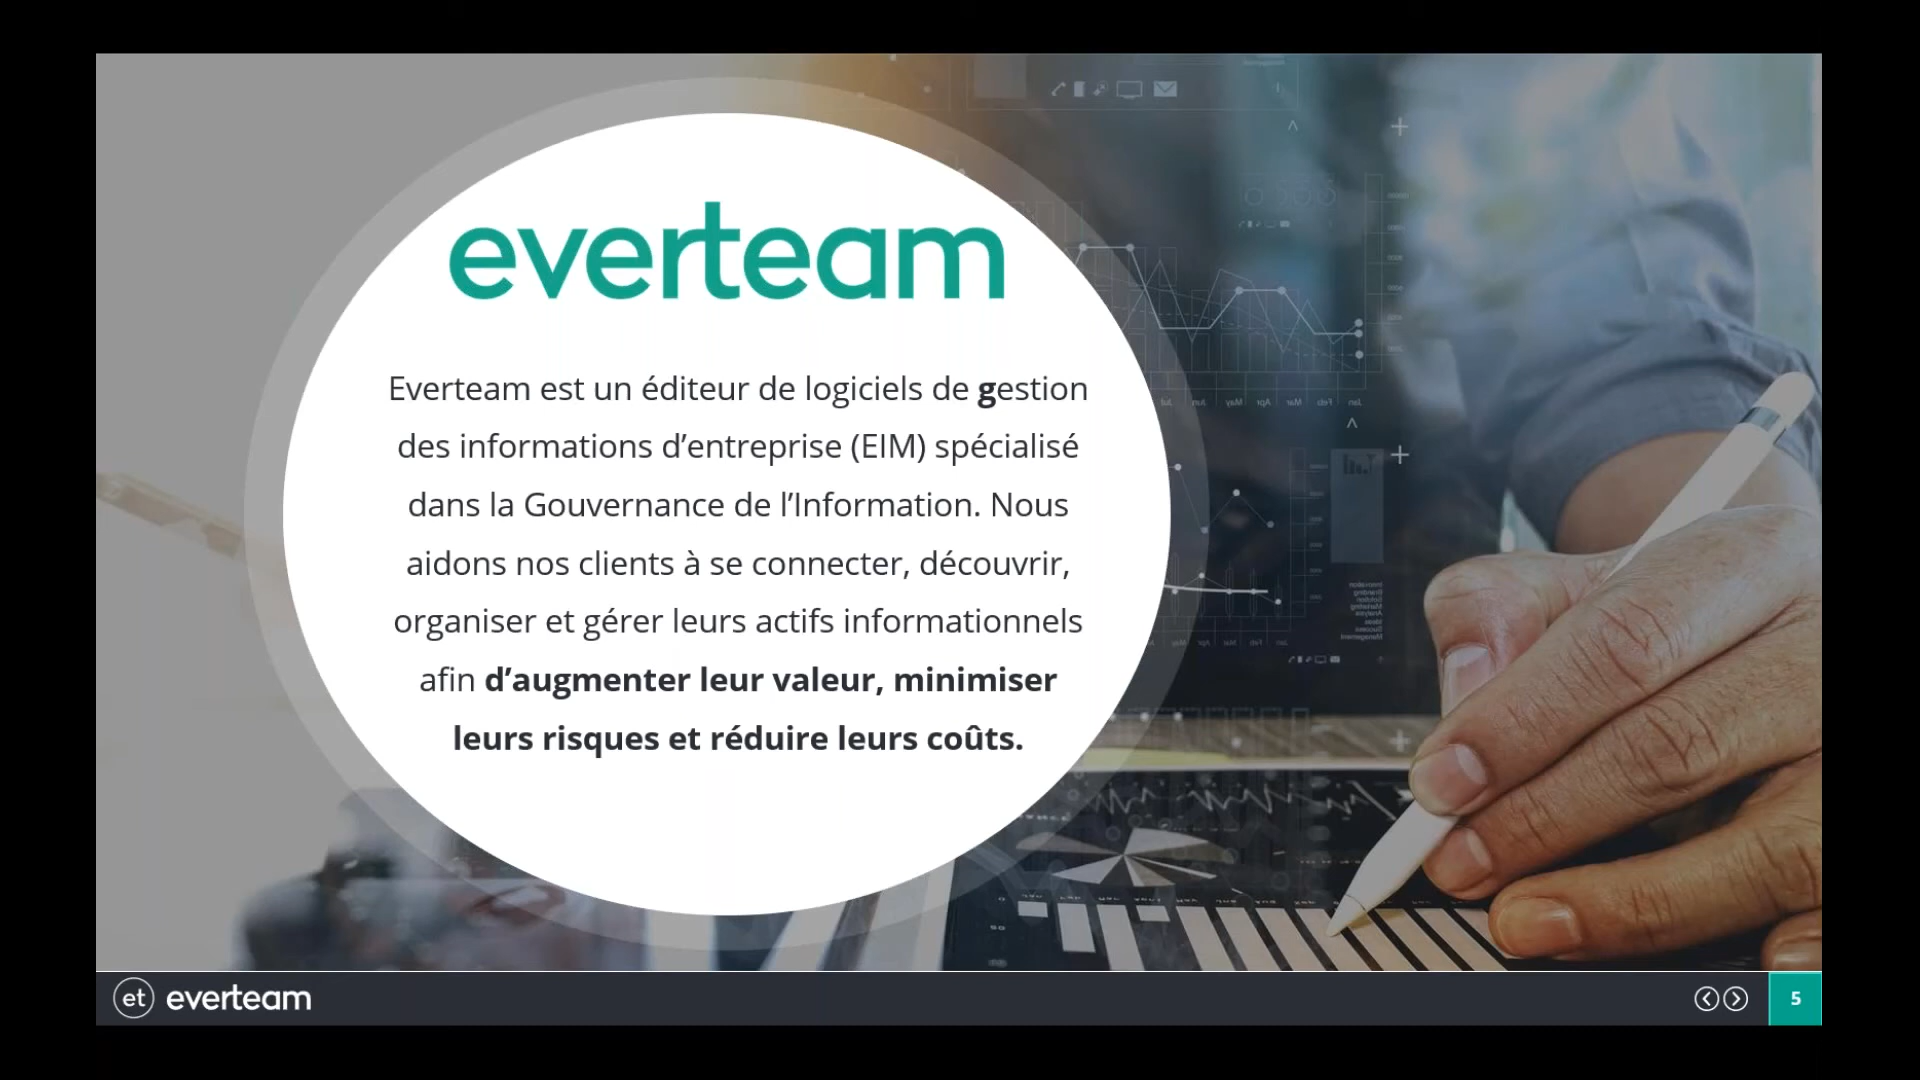 everteam
Everteam est un éditeur de logiciels de gestion
des informations d’entreprise (EIM) spécialisé
dans la Gouvernance de l’Information. Nous
aidons nos clients à se connecter, découvrir,
organiser et gérer leurs actifs informationnels
afin d’augmenter leur valeur, minimiser
leurs risques et réduire leurs coûts.
et everteam
5